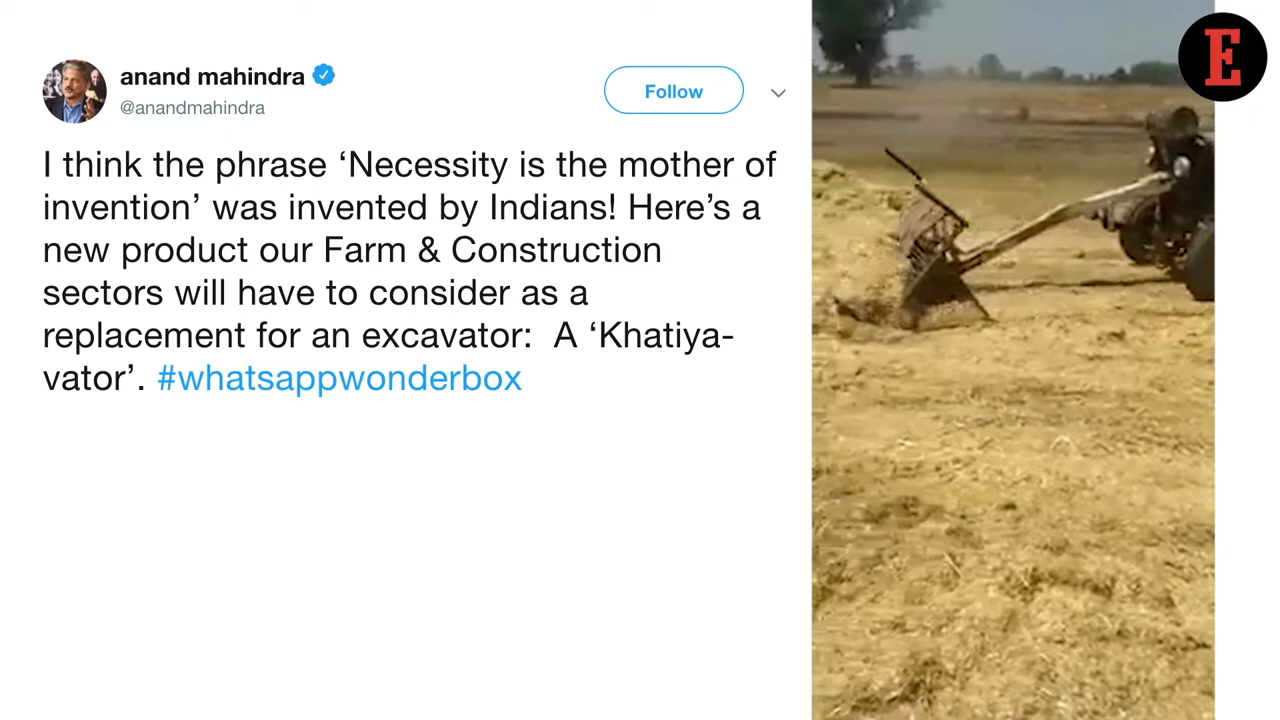 anand mahindra
@anandmahindra
Follow
I think the phrase ‘Necessity is the mother of
invention’ was invented by Indians! Here’s a
new product our Farm & Construction
sectors will have to consider as a
replacement for an excavator:  A ‘Khatiya-
vator’. #whatsappwonderbox
E